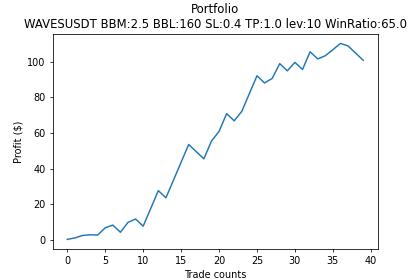 Portfolio
WAVESUSDT BBM:2.5 BBL:160 SL:0.4 TP:1.0 lev:10 WinRatio:65.0
100
80
60
40
20
0
Profit ($)
0 5 10 15 20 25 30 35 40
Trade counts